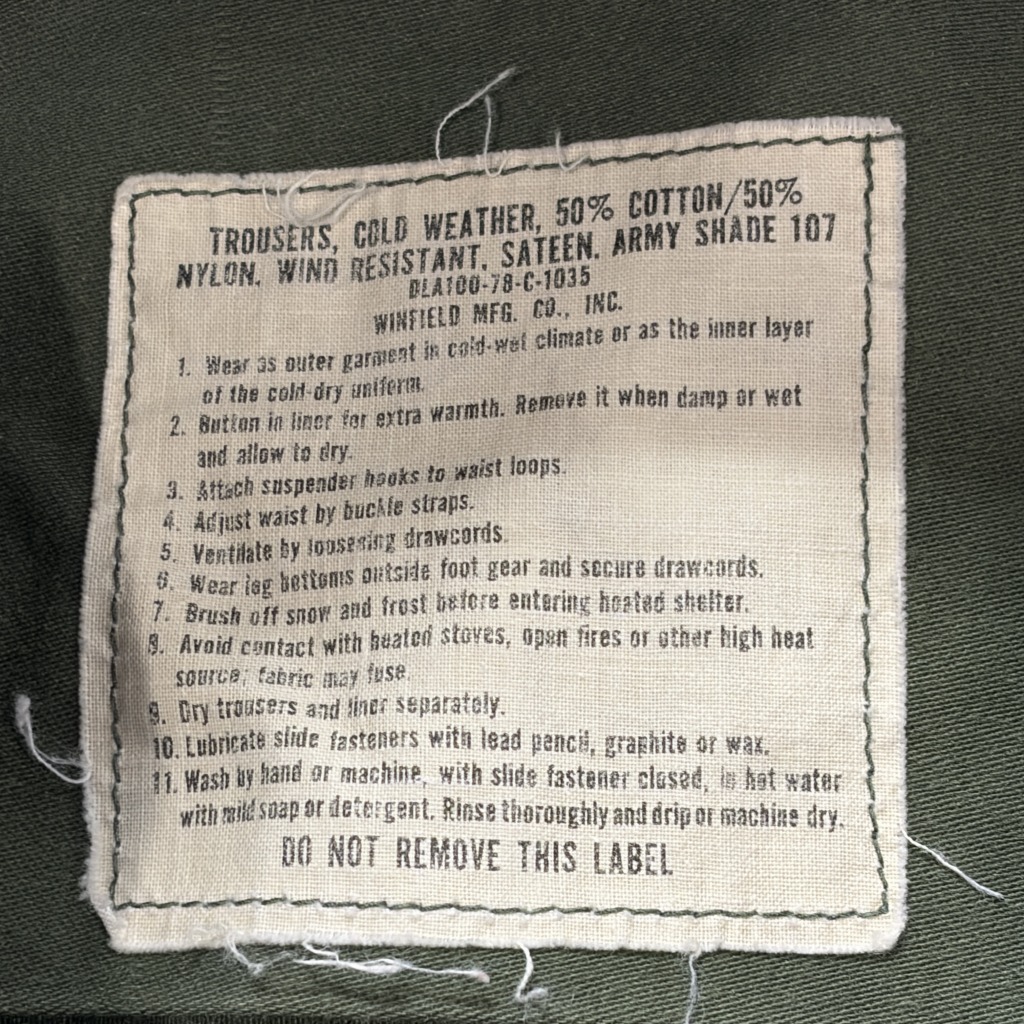 TROUSERS, COLD WEATHER, 50% COTTON/50%
NYLON, WIND RESISTANT, SATEEN. ARMY SHADE 107
DLA100-78-C-1035
WINFIELD MFG. CO., INC.
1. Wear as outer garment in cold-wet climate or as the inner layer
of the cold-dry uniform.
2. Button in liner for extra warmth. Remove it when damp or wet
and allow to dry.
3. Attach suspender hooks to waist loops.
4. Adjust waist by buckle straps.
5. Ventilate by loosening drawcords.
6. Wear leg bottoms outside foot gear and secure drawcords.
7. Brush off snow and frost before entering heated shelter.
8. Avoid contact with heated stoves, open fires or other high heat
source; fabric may fuse.
9. Dry trousers and liner separately.
10. Lubricate slide fasteners with lead pencil, graphite or wax.
11. Wash by hand or machine, with slide fastener closed, in hot water
with mild soap or detergent. Rinse thoroughly and drip or machine dry.
DO NOT REMOVE THIS LABEL